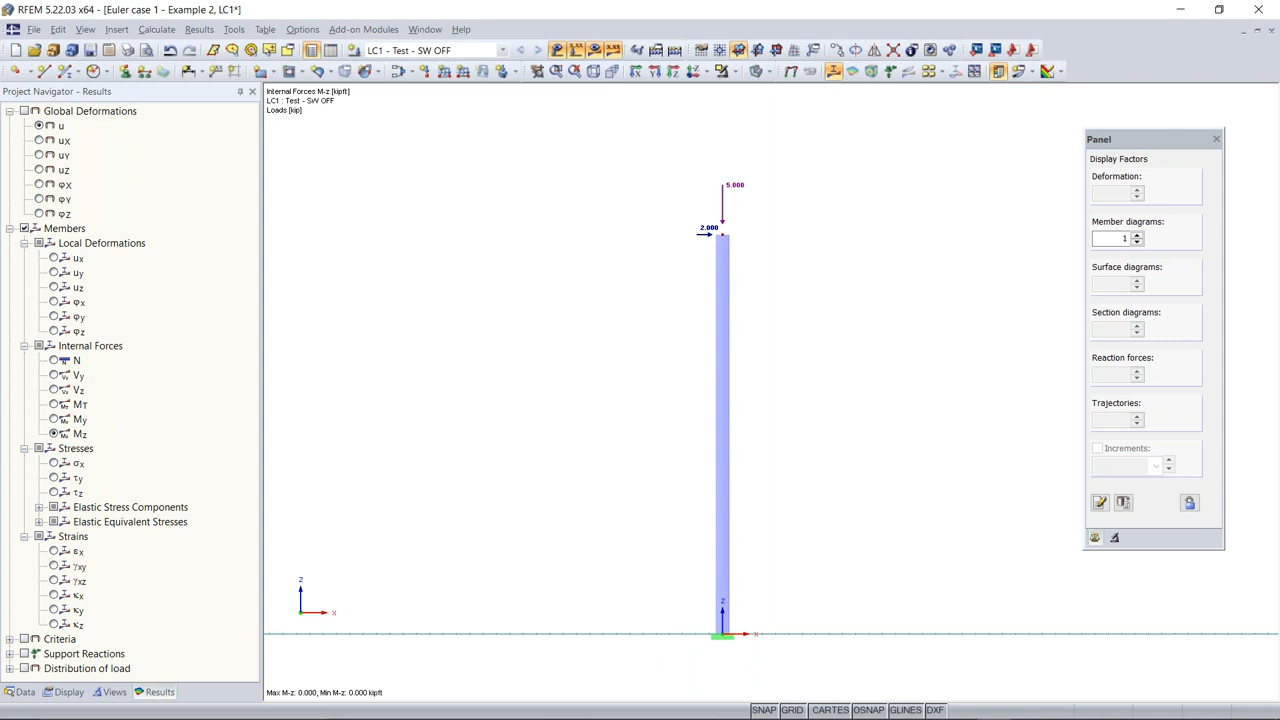 RFEM 5.22.03 x64 - [Euler case 1 - Example 2, LC1*]
File Edit View Insert Calculate Results Tools Table Options Add-on Modules Window Help
LC1 - Test - SW OFF
Project Navigator - Results
Global Deformations
u
uX
uY
uZ
φX
φY
φZ
Members
Local Deformations
ux
uy
uz
φx
φy
φz
Internal Forces
N
Vy
Vz
MT
My
Mz
Stresses
σx
τy
τz
Elastic Stress Components
Elastic Equivalent Stresses
Strains
εx
γxy
γxz
κx
κy
κz
Criteria
Support Reactions
Distribution of load
Data Display Views Results
Internal Forces M-z [kipft]
LC1 : Test - SW OFF
Loads [kip]
5.000
2.000
Z
X
Z
X
Max M-z: 0.000, Min M-z: 0.000 kipft
Panel
Display Factors
Deformation:
Member diagrams:
1
Surface diagrams:
Section diagrams:
Reaction forces:
Trajectories:
Increments:
SNAP GRID CARTES OSNAP GLINES DXF